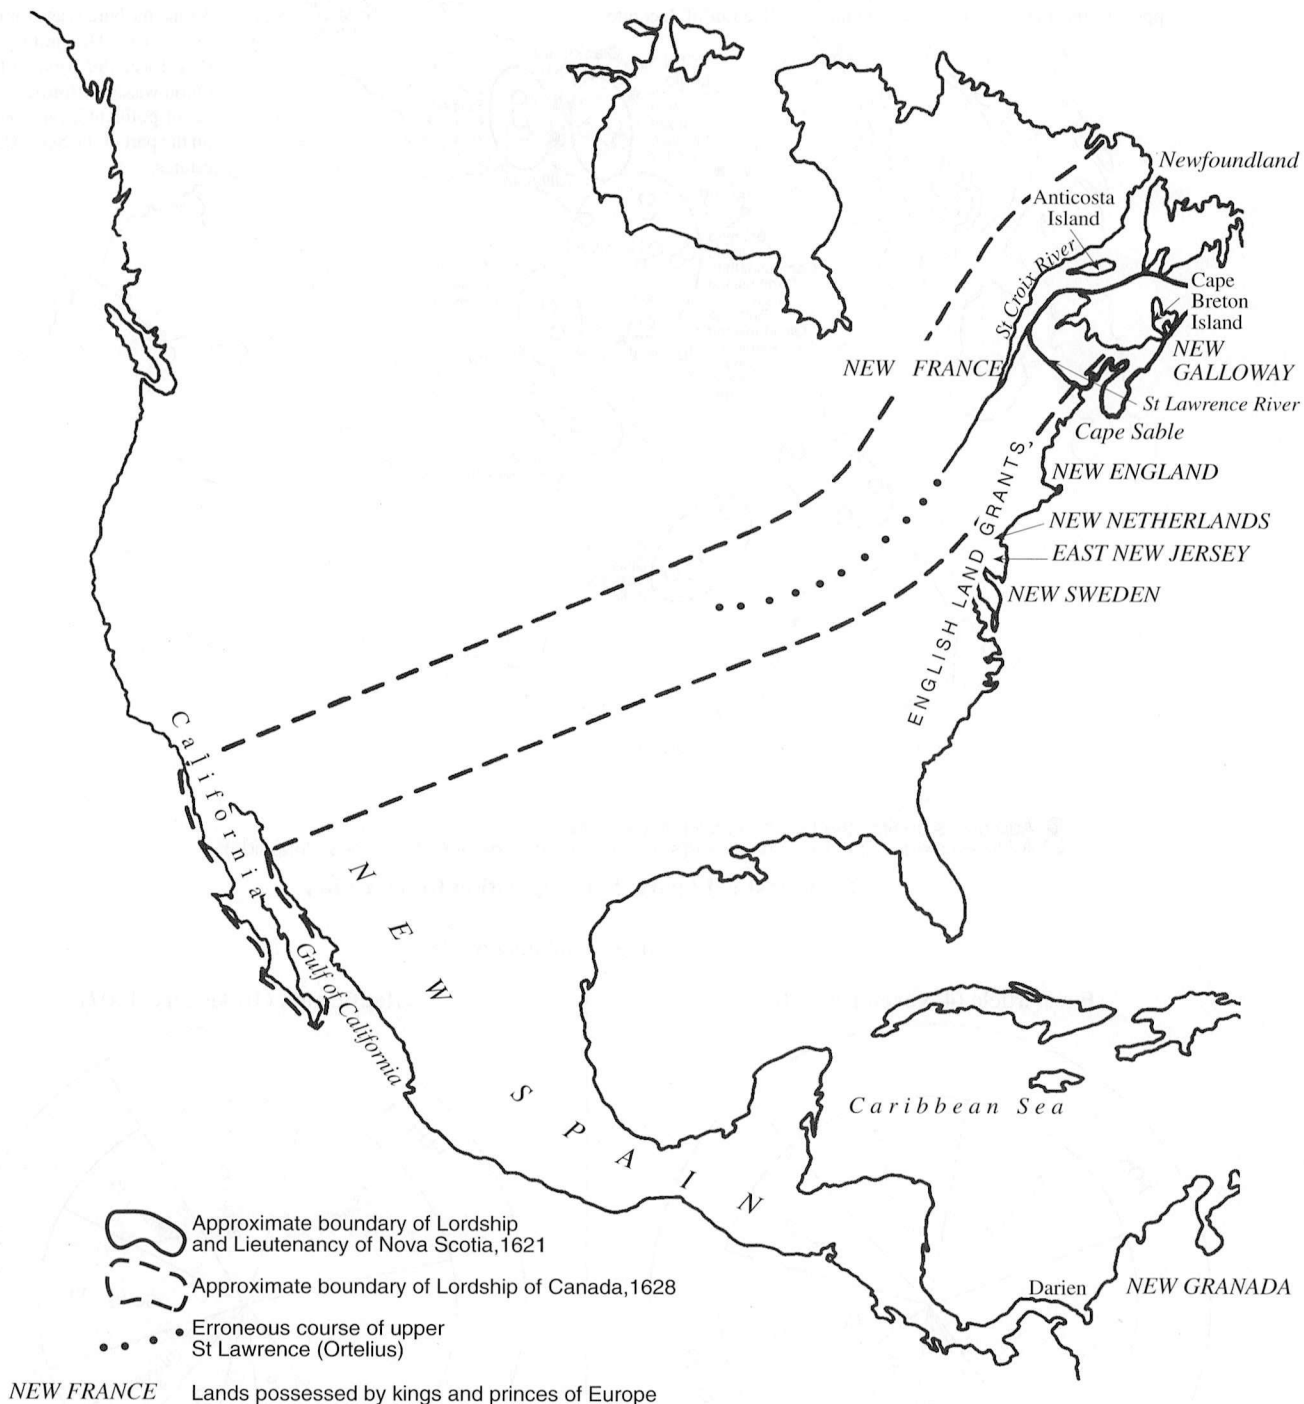 Newfoundland
Anticosta
Island
St Croix River
Cape
Breton
Island
NEW
GALLOWAY
NEW FRANCE
St Lawrence River
Cape Sable
ENGLISH LAND GRANTS,
NEW ENGLAND
NEW NETHERLANDS
EAST NEW JERSEY
NEW SWEDEN
California
Gulf of California
NEW SPAIN
Caribbean Sea
Darien
NEW GRANADA
Approximate boundary of Lordship
and Lieutenancy of Nova Scotia,1621
Approximate boundary of Lordship of Canada,1628
Erroneous course of upper
St Lawrence (Ortelius)
NEW FRANCE Lands possessed by kings and princes of Europe